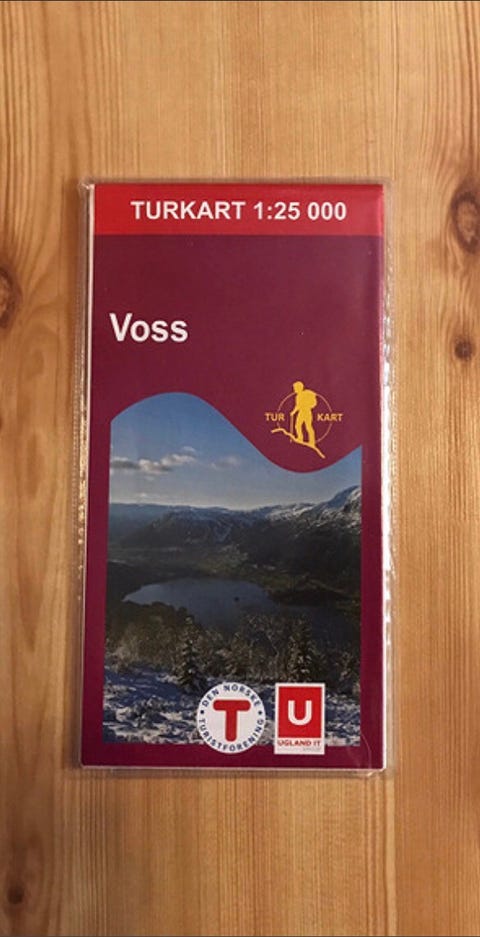 TURKART 1:25 000
Voss
TUR KART
DEN NORSKE
TURISTFORENING
T
U
UGLAND IT